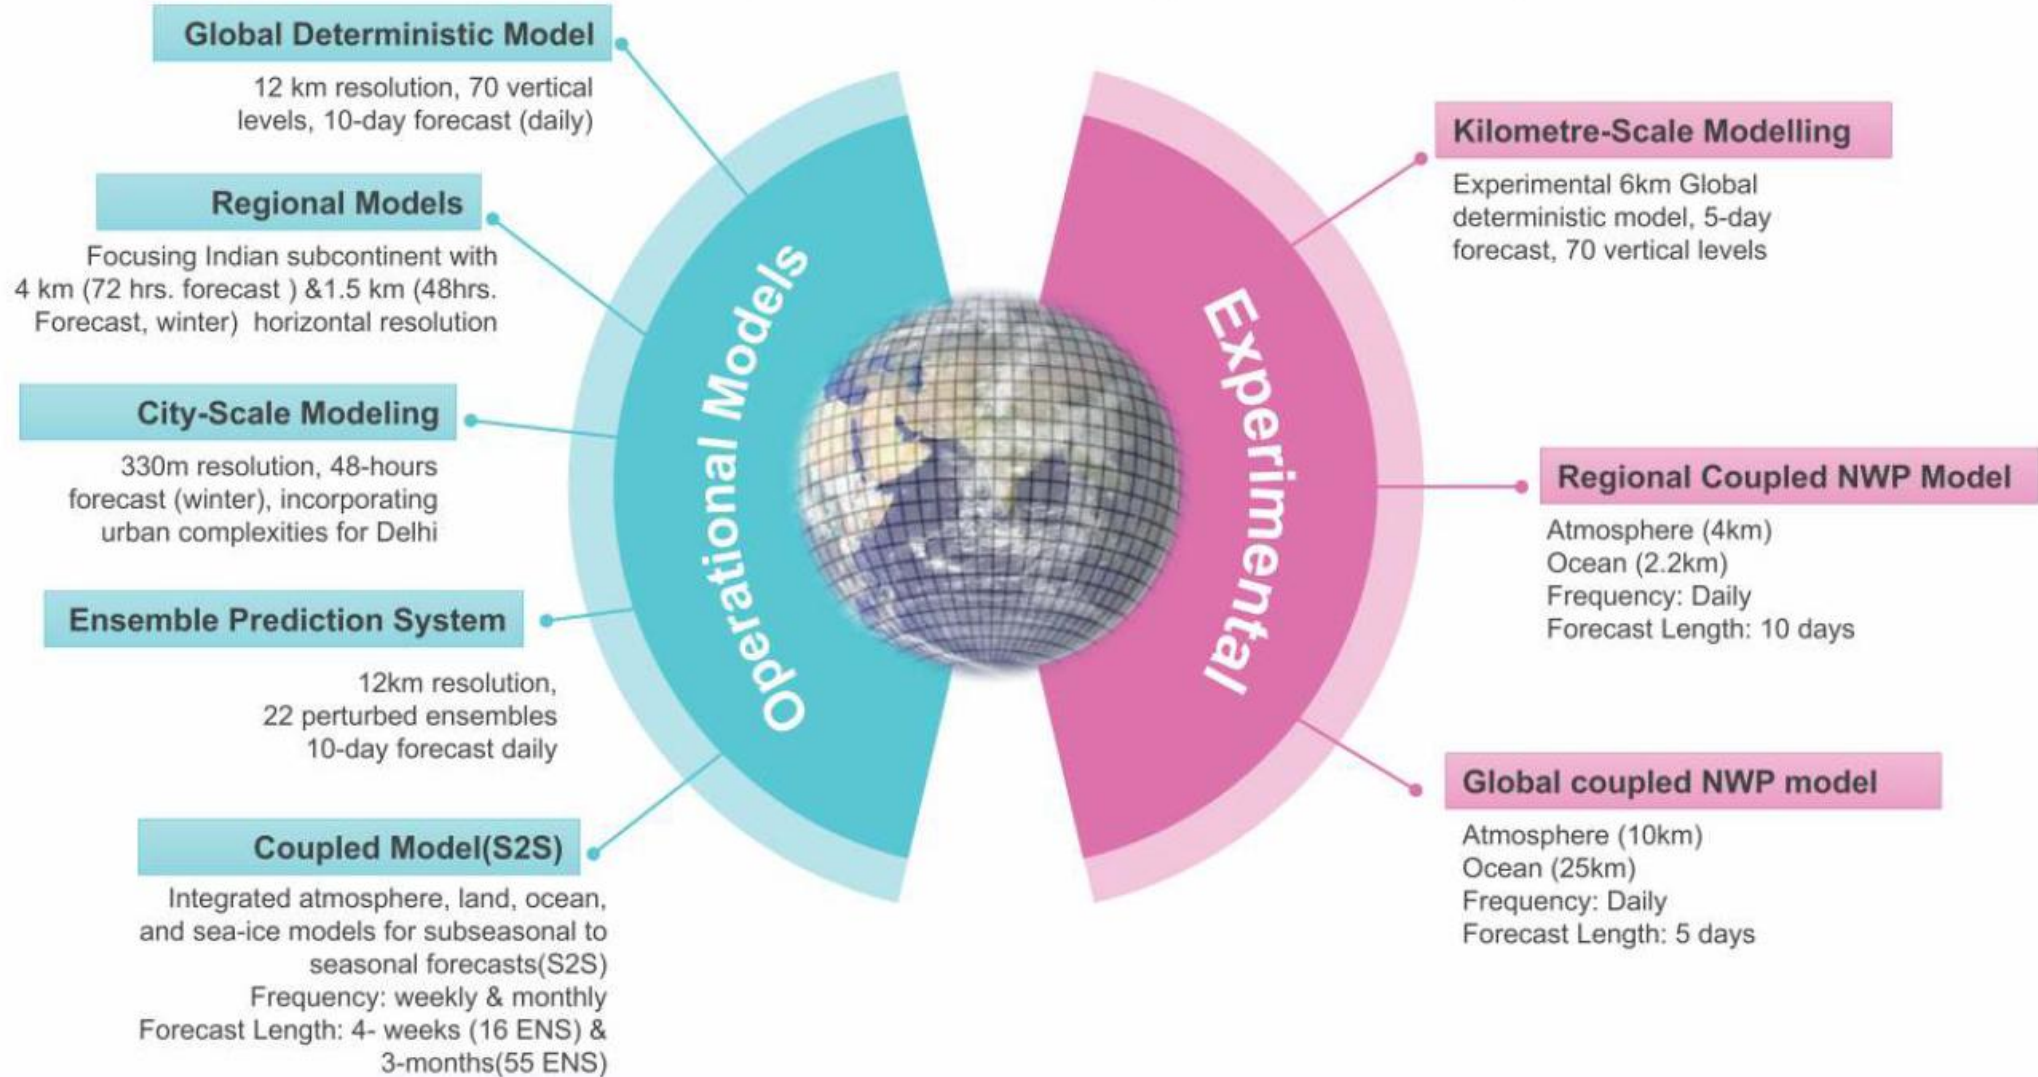 Global Deterministic Model
12 km resolution, 70 vertical
levels, 10-day forecast (daily)
Regional Models
Focusing Indian subcontinent with
4 km (72 hrs. forecast ) &1.5 km (48hrs.
Forecast, winter) horizontal resolution
City-Scale Modeling
330m resolution, 48-hours
forecast (winter), incorporating
urban complexities for Delhi
Ensemble Prediction System
12km resolution,
22 perturbed ensembles
10-day forecast daily
Coupled Model(S2S)
Integrated atmosphere, land, ocean,
and sea-ice models for subseasonal to
seasonal forecasts(S2S)
Frequency: weekly & monthly
Forecast Length: 4- weeks (16 ENS) &
3-months(55 ENS)
Operational Models
Experimental
Kilometre-Scale Modelling
Experimental 6km Global
deterministic model, 5-day
forecast, 70 vertical levels
Regional Coupled NWP Model
Atmosphere (4km)
Ocean (2.2km)
Frequency: Daily
Forecast Length: 10 days
Global coupled NWP model
Atmosphere (10km)
Ocean (25km)
Frequency: Daily
Forecast Length: 5 days